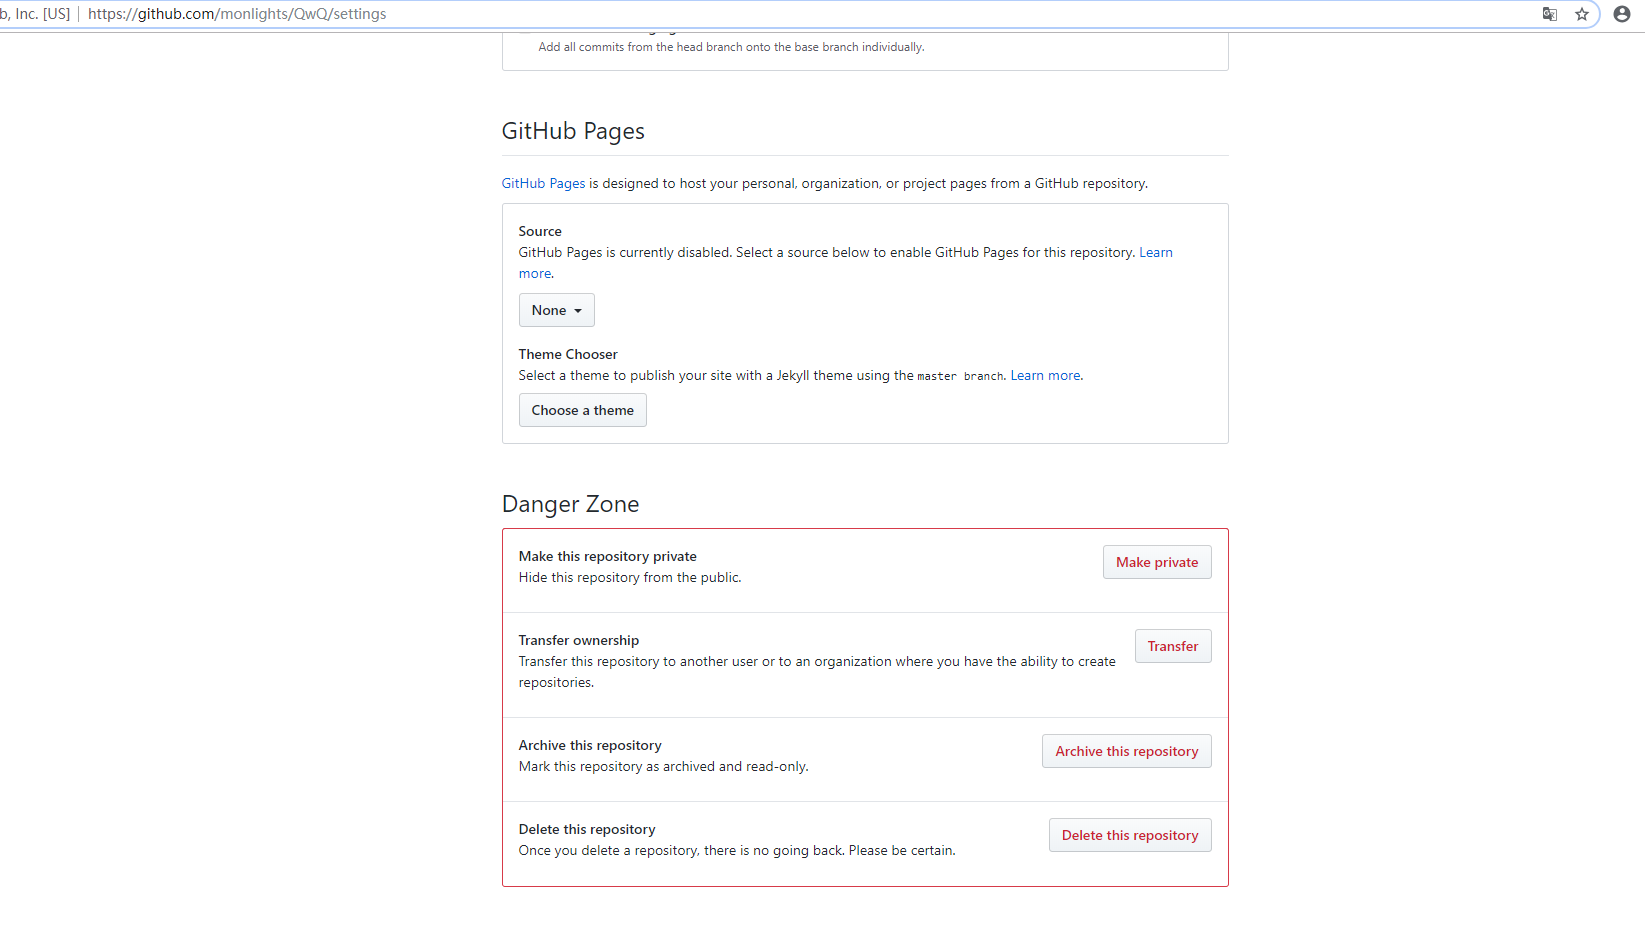 b, Inc. [US] https://github.com/monlights/QwQ/settings
Add all commits from the head branch onto the base branch individually.
GitHub Pages
GitHub Pages is designed to host your personal, organization, or project pages from a GitHub repository.
Source
GitHub Pages is currently disabled. Select a source below to enable GitHub Pages for this repository. Learn
more.
None
Theme Chooser
Select a theme to publish your site with a Jekyll theme using the master branch. Learn more.
Choose a theme
Danger Zone
Make this repository private
Hide this repository from the public.
Make private
Transfer ownership
Transfer this repository to another user or to an organization where you have the ability to create
repositories.
Transfer
Archive this repository
Mark this repository as archived and read-only.
Archive this repository
Delete this repository
Once you delete a repository, there is no going back. Please be certain.
Delete this repository